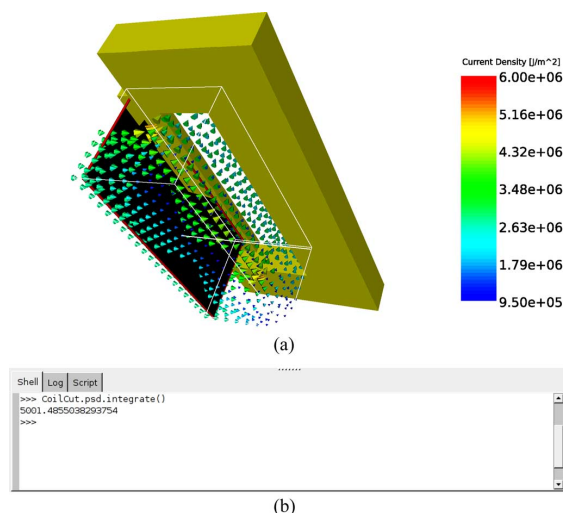 Current Density [J/m^2]
6.00e+06
5.16e+06
4.32e+06
3.48e+06
2.63e+06
1.79e+06
9.50e+05
(a)
Shell Log Script
>>> CoilCut.psd.integrate()
5001.4855038293754
>>>
(b)